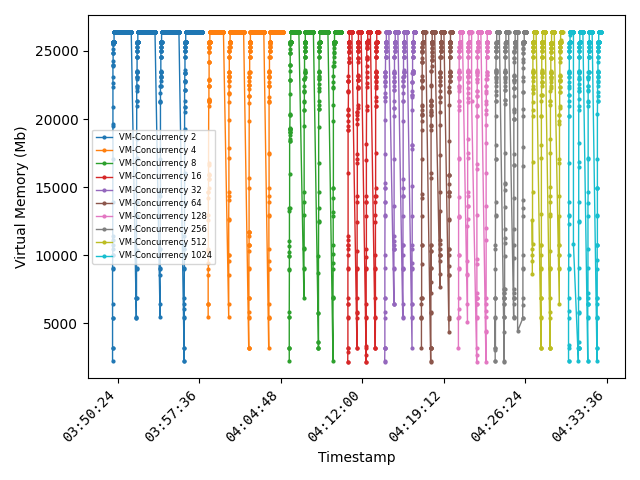 Virtual Memory (Mb)
25000
20000
15000
10000
5000
VM-Concurrency 2
VM-Concurrency 4
VM-Concurrency 8
VM-Concurrency 16
VM-Concurrency 32
VM-Concurrency 64
VM-Concurrency 128
VM-Concurrency 256
VM-Concurrency 512
VM-Concurrency 1024
03:50:24
03:57:36
04:04:48
04:12:00
04:19:12
04:26:24
04:33:36
Timestamp